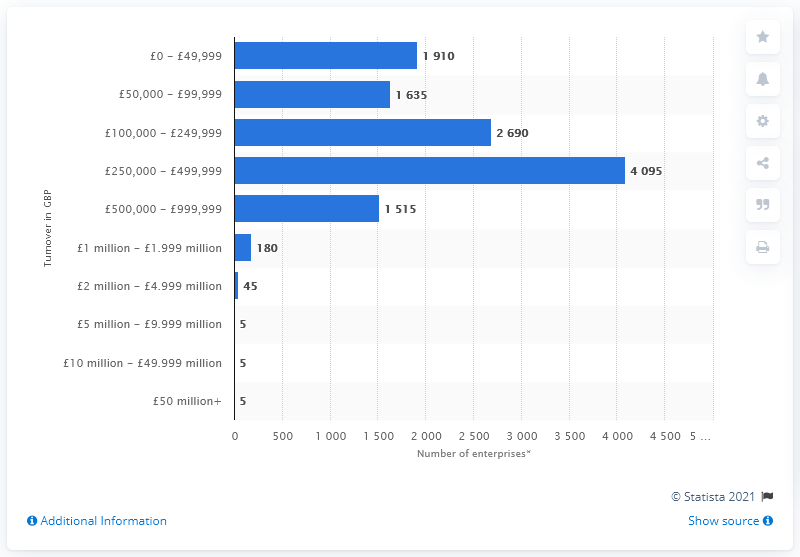 £0 – £49,999 1 910
£50,000 – £99,999 1 635
£100,000 – £249,999 2 690
£250,000 – £499,999 4 095
£500,000 – £999,999 1 515
£1 million – £1.999 million 180
£2 million – £4.999 million 45
£5 million – £9.999 million 5
£10 million – £49.999 million 5
£50 million+ 5
Turnover in GBP
0 500 1 000 1 500 2 000 2 500 3 000 3 500 4 000 4 500 5 ...
Number of enterprises*
© Statista 2021
Additional Information
Show source